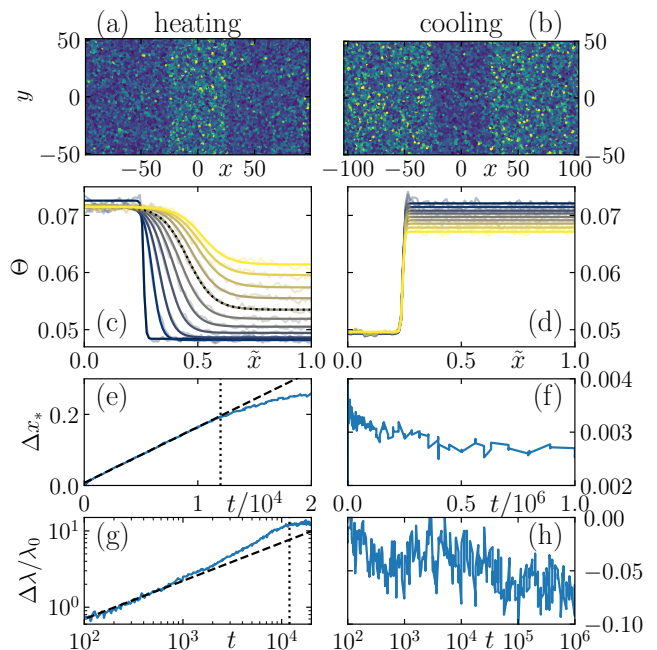 (a) heating
cooling (b)
50
0
−50
y
−50 0 x 50
50
0
−50
−100 −50 0 x 50 100
0.07
0.06
0.05
Θ
(c)
0.0 0.5 x̃ 1.0
0.07
0.06
0.05
(d)
0.0 0.5 x̃ 1.0
(e)
0.2
0.0
Δx*
0 1 t/10⁴ 2
(f)
0.004
0.003
0.002
0.0 0.5 t/10⁶ 1.0
(g)
10¹
10⁰
Δλ/λ₀
10² 10³ t 10⁴
(h)
0.00
−0.05
−0.10
10² 10³ 10⁴ t 10⁵ 10⁶